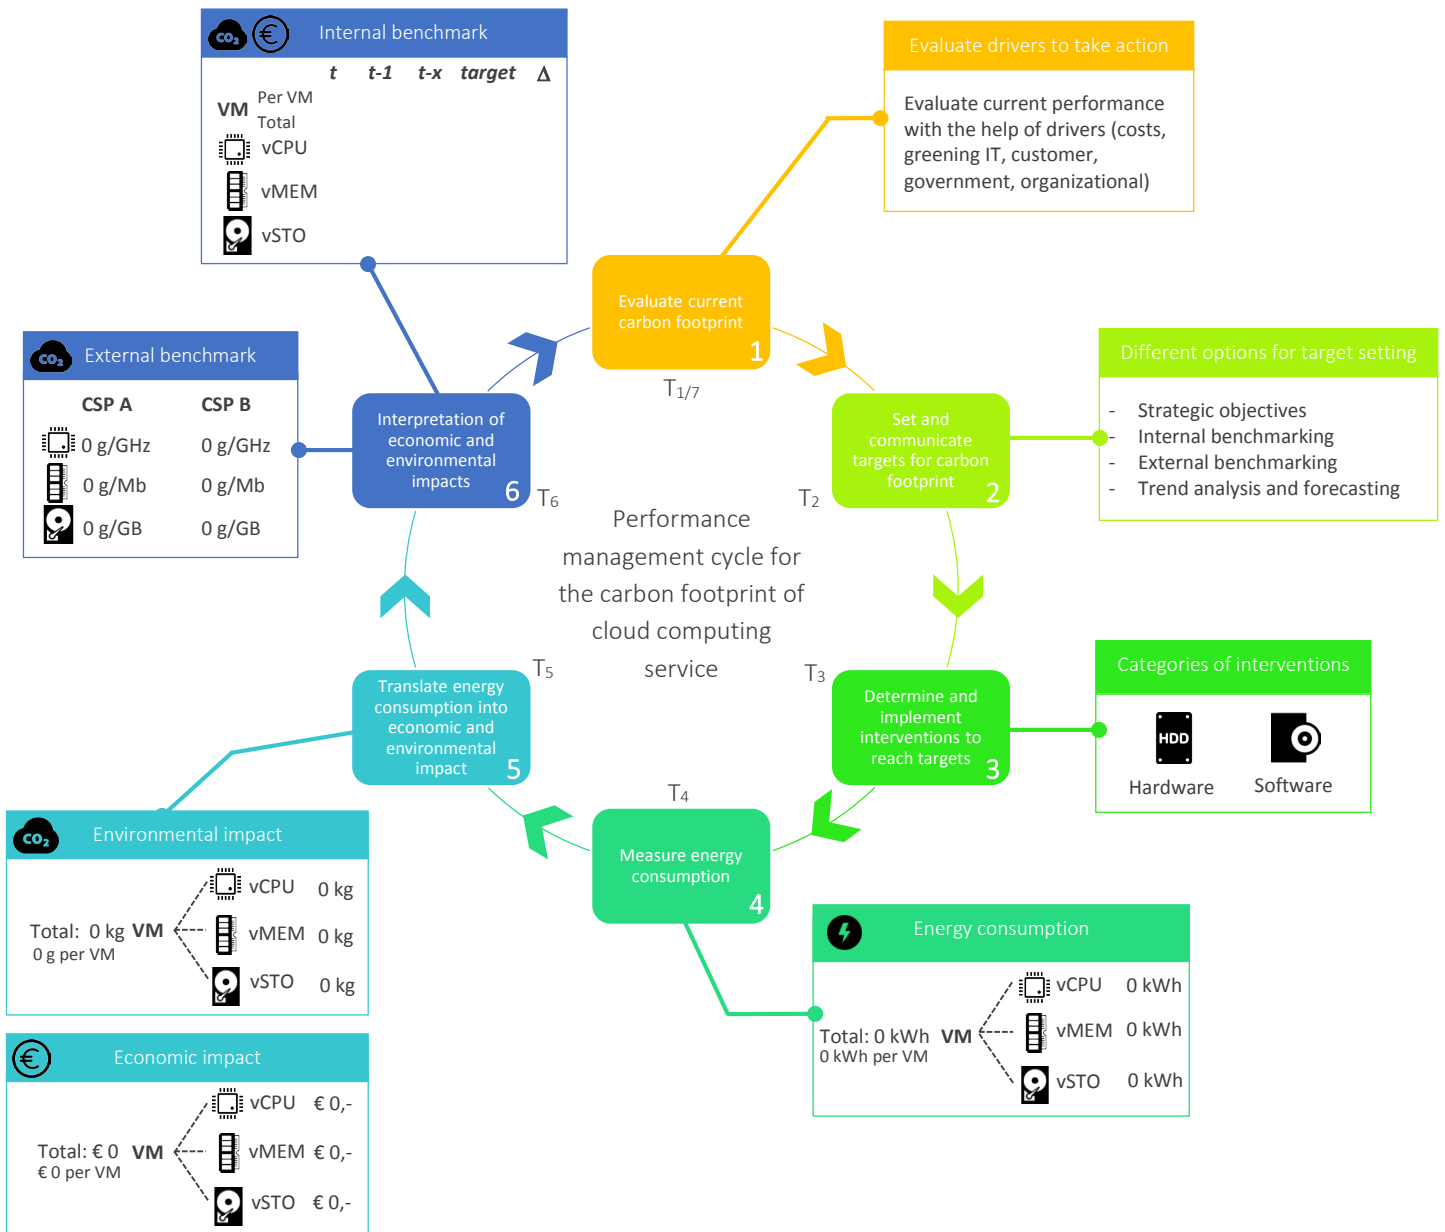 CO₂ € Internal benchmark
t t-1 t-x target Δ
VM Per VM
Total
vCPU
vMEM
vSTO
Evaluate drivers to take action
Evaluate current performance
with the help of drivers (costs,
greening IT, customer,
government, organizational)
Evaluate current
carbon footprint
1
T1/7
CO₂ External benchmark
CSP A CSP B
0 g/GHz 0 g/GHz
0 g/Mb 0 g/Mb
0 g/GB 0 g/GB
Different options for target setting
- Strategic objectives
- Internal benchmarking
- External benchmarking
- Trend analysis and forecasting
Interpretation of
economic and
environmental
impacts
6
T6
Set and
communicate
targets for carbon
footprint
2
T2
Performance
management cycle for
the carbon footprint of
cloud computing
service
Categories of interventions
HDD
Hardware Software
Determine and
implement
interventions to
reach targets
3
T3
Translate energy
consumption into
economic and
environmental
impact
5
T5
T4
Measure energy
consumption
4
CO₂ Environmental impact
vCPU 0 kg
Total: 0 kg VM vMEM 0 kg
0 g per VM
vSTO 0 kg
Energy consumption
vCPU 0 kWh
Total: 0 kWh VM vMEM 0 kWh
0 kWh per VM
vSTO 0 kWh
€ Economic impact
vCPU € 0,-
Total: € 0 VM vMEM € 0,-
€ 0 per VM
vSTO € 0,-